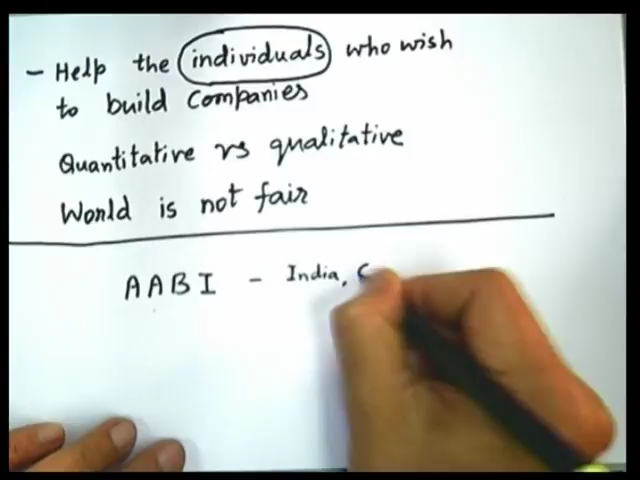 - Help the individuals who wish
to build companies
Quantitative vs qualitative
World is not fair
AABI - India, C